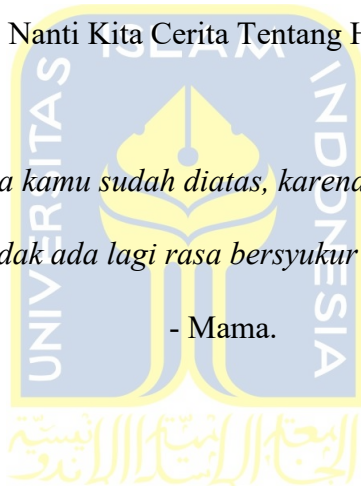 Nanti Kita Cerita Tentang H
UNIVERSITAS ISLAM INDONESIA
a kamu sudah diatas, karena
dak ada lagi rasa bersyukur
- Mama.